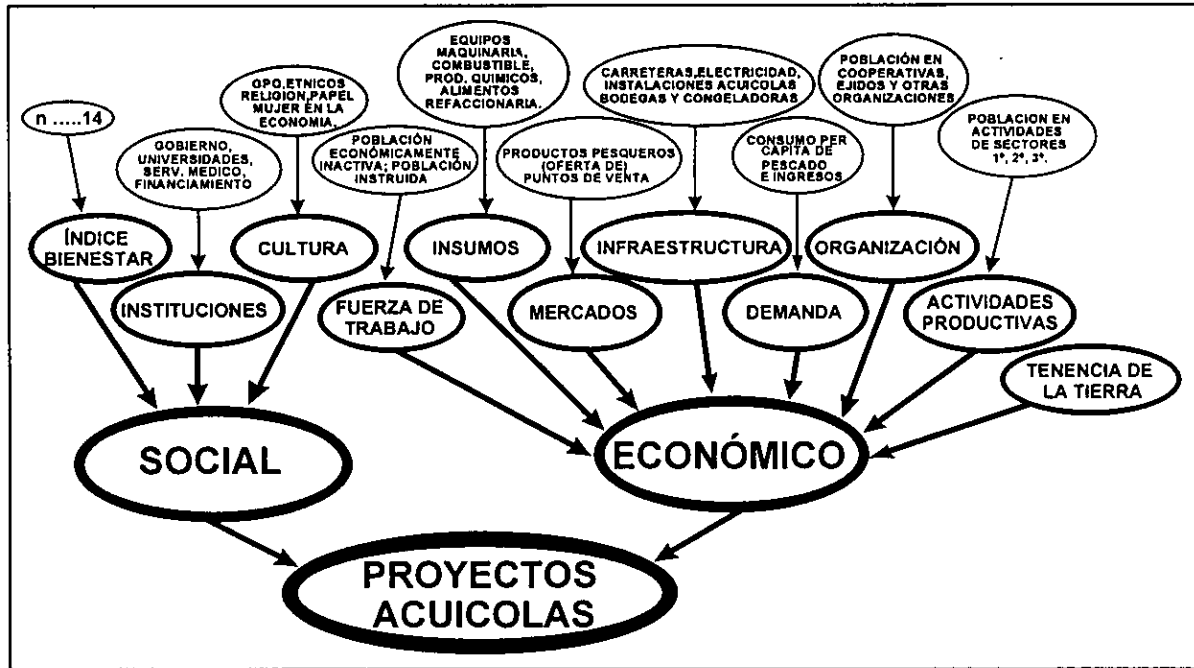 n .....14
GOBIERNO,
UNIVERSIDADES,
SERV. MEDICO,
FINANCIAMIENTO
GPO,ETNICOS
RELIGION,PAPEL
MUJER EN LA
ECONOMIA.
POBLACIÓN
ECONÓMICAMENTE
INACTIVA; POBLACIÓN
INSTRUIDA
EQUIPOS
MAQUINARIA,
COMBUSTIBLE,
PROD. QUIMICOS,
ALIMENTOS
REFACCIONARIA.
PRODUCTOS PESQUEROS
(OFERTA DE)
PUNTOS DE VENTA
CARRETERAS,ELECTRICIDAD,
INSTALACIONES ACUICOLAS
BODEGAS Y CONGELADORAS
CONSUMO PER
CAPITA DE
PESCADO
E INGRESOS
POBLACIÓN EN
COOPERATIVAS,
EJIDOS Y OTRAS
ORGANIZACIONES
POBLACION EN
ACTIVIDADES
DE SECTORES
1º, 2º, 3º.
ÍNDICE
BIENESTAR
INSTITUCIONES
CULTURA
FUERZA DE
TRABAJO
INSUMOS
MERCADOS
INFRAESTRUCTURA
DEMANDA
ORGANIZACIÓN
ACTIVIDADES
PRODUCTIVAS
TENENCIA DE
LA TIERRA
SOCIAL
ECONÓMICO
PROYECTOS
ACUICOLAS